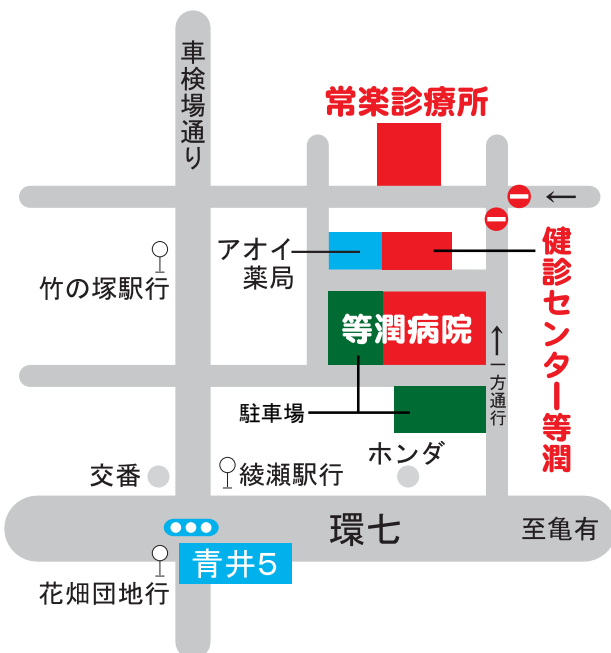 車検場通り
常楽診療所
←
アオイ
薬局
健診センター等潤
竹の塚駅行
等潤病院
↑
一方通行
駐車場
ホンダ
交番
綾瀬駅行
環七
至亀有
青井5
花畑団地行